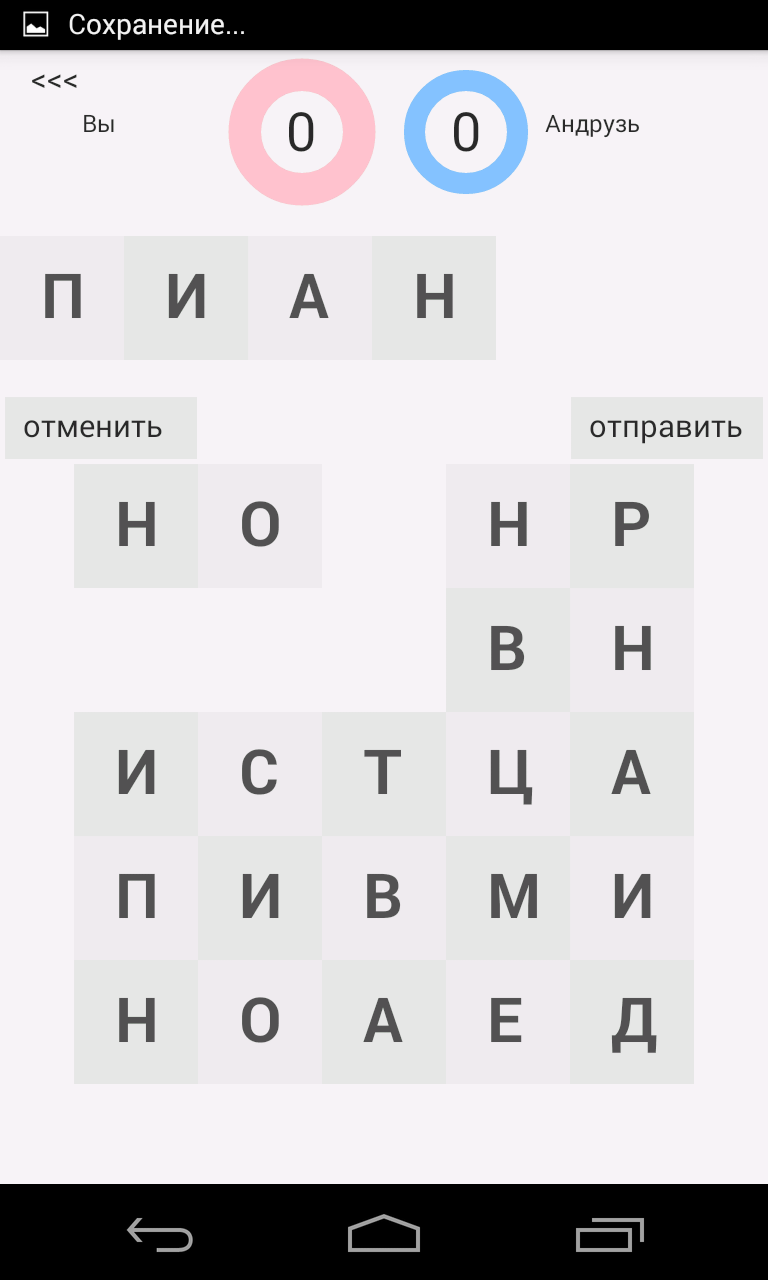 Сохранение...
<<<
Вы 0 0 Андрузь
П И А Н
отменить отправить
Н О Н Р
В Н
И С Т Ц А
П И В М И
Н О А Е Д